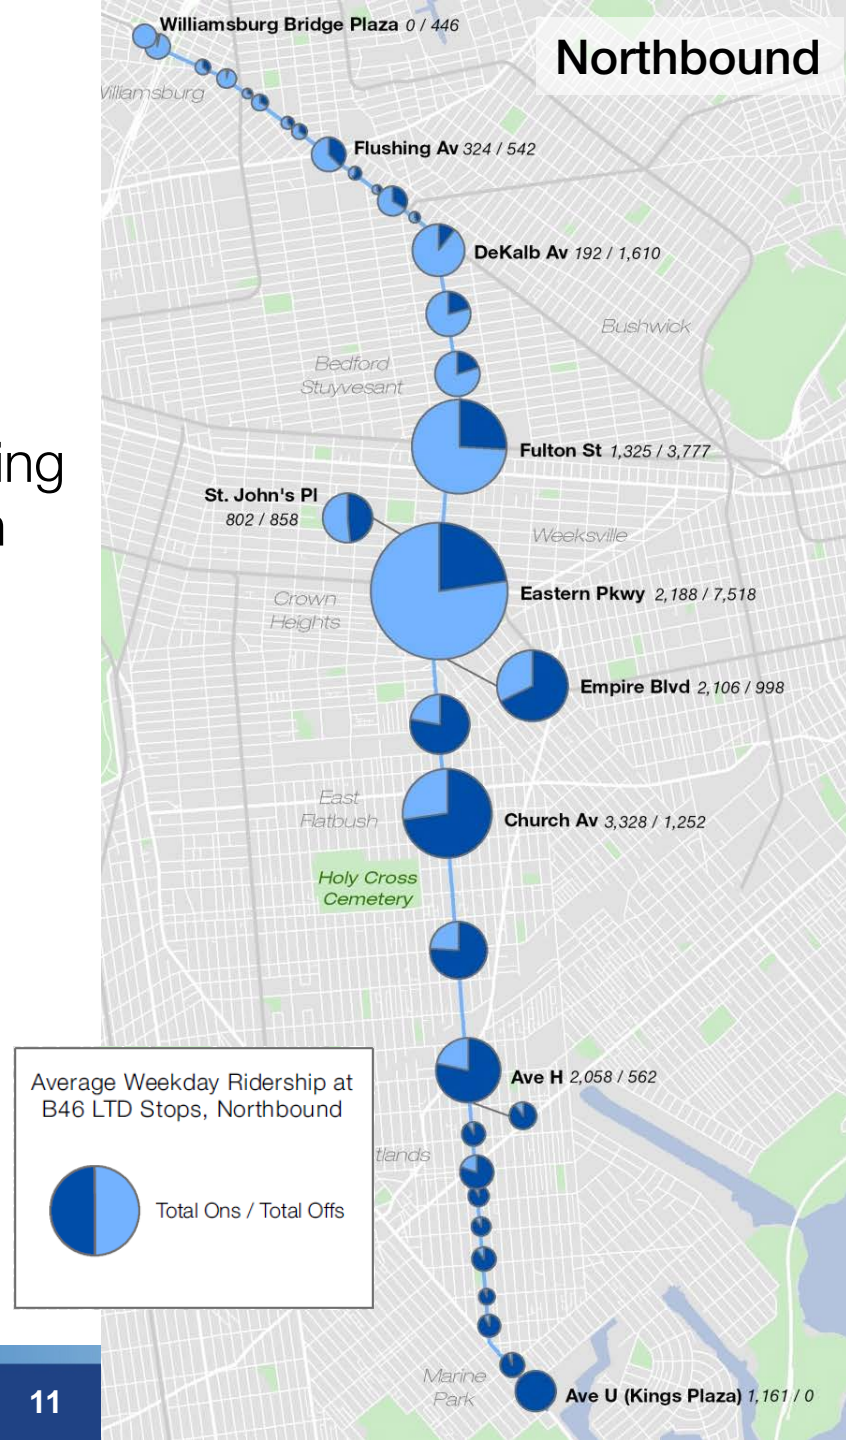 Williamsburg Bridge Plaza 0 / 446
Northbound
Williamsburg
Flushing Av 324 / 542
DeKalb Av 192 / 1,610
Bushwick
Bedford
Stuyvesant
ing
Fulton St 1,325 / 3,777
St. John's Pl
802 / 858
Weeksville
Eastern Pkwy 2,188 / 7,518
Crown
Heights
Empire Blvd 2,106 / 998
East
Flatbush
Church Av 3,328 / 1,252
Holy Cross
Cemetery
Average Weekday Ridership at
B46 LTD Stops, Northbound
Total Ons / Total Offs
Ave H 2,058 / 562
tlands
Marine
Park
Ave U (Kings Plaza) 1,161 / 0
11